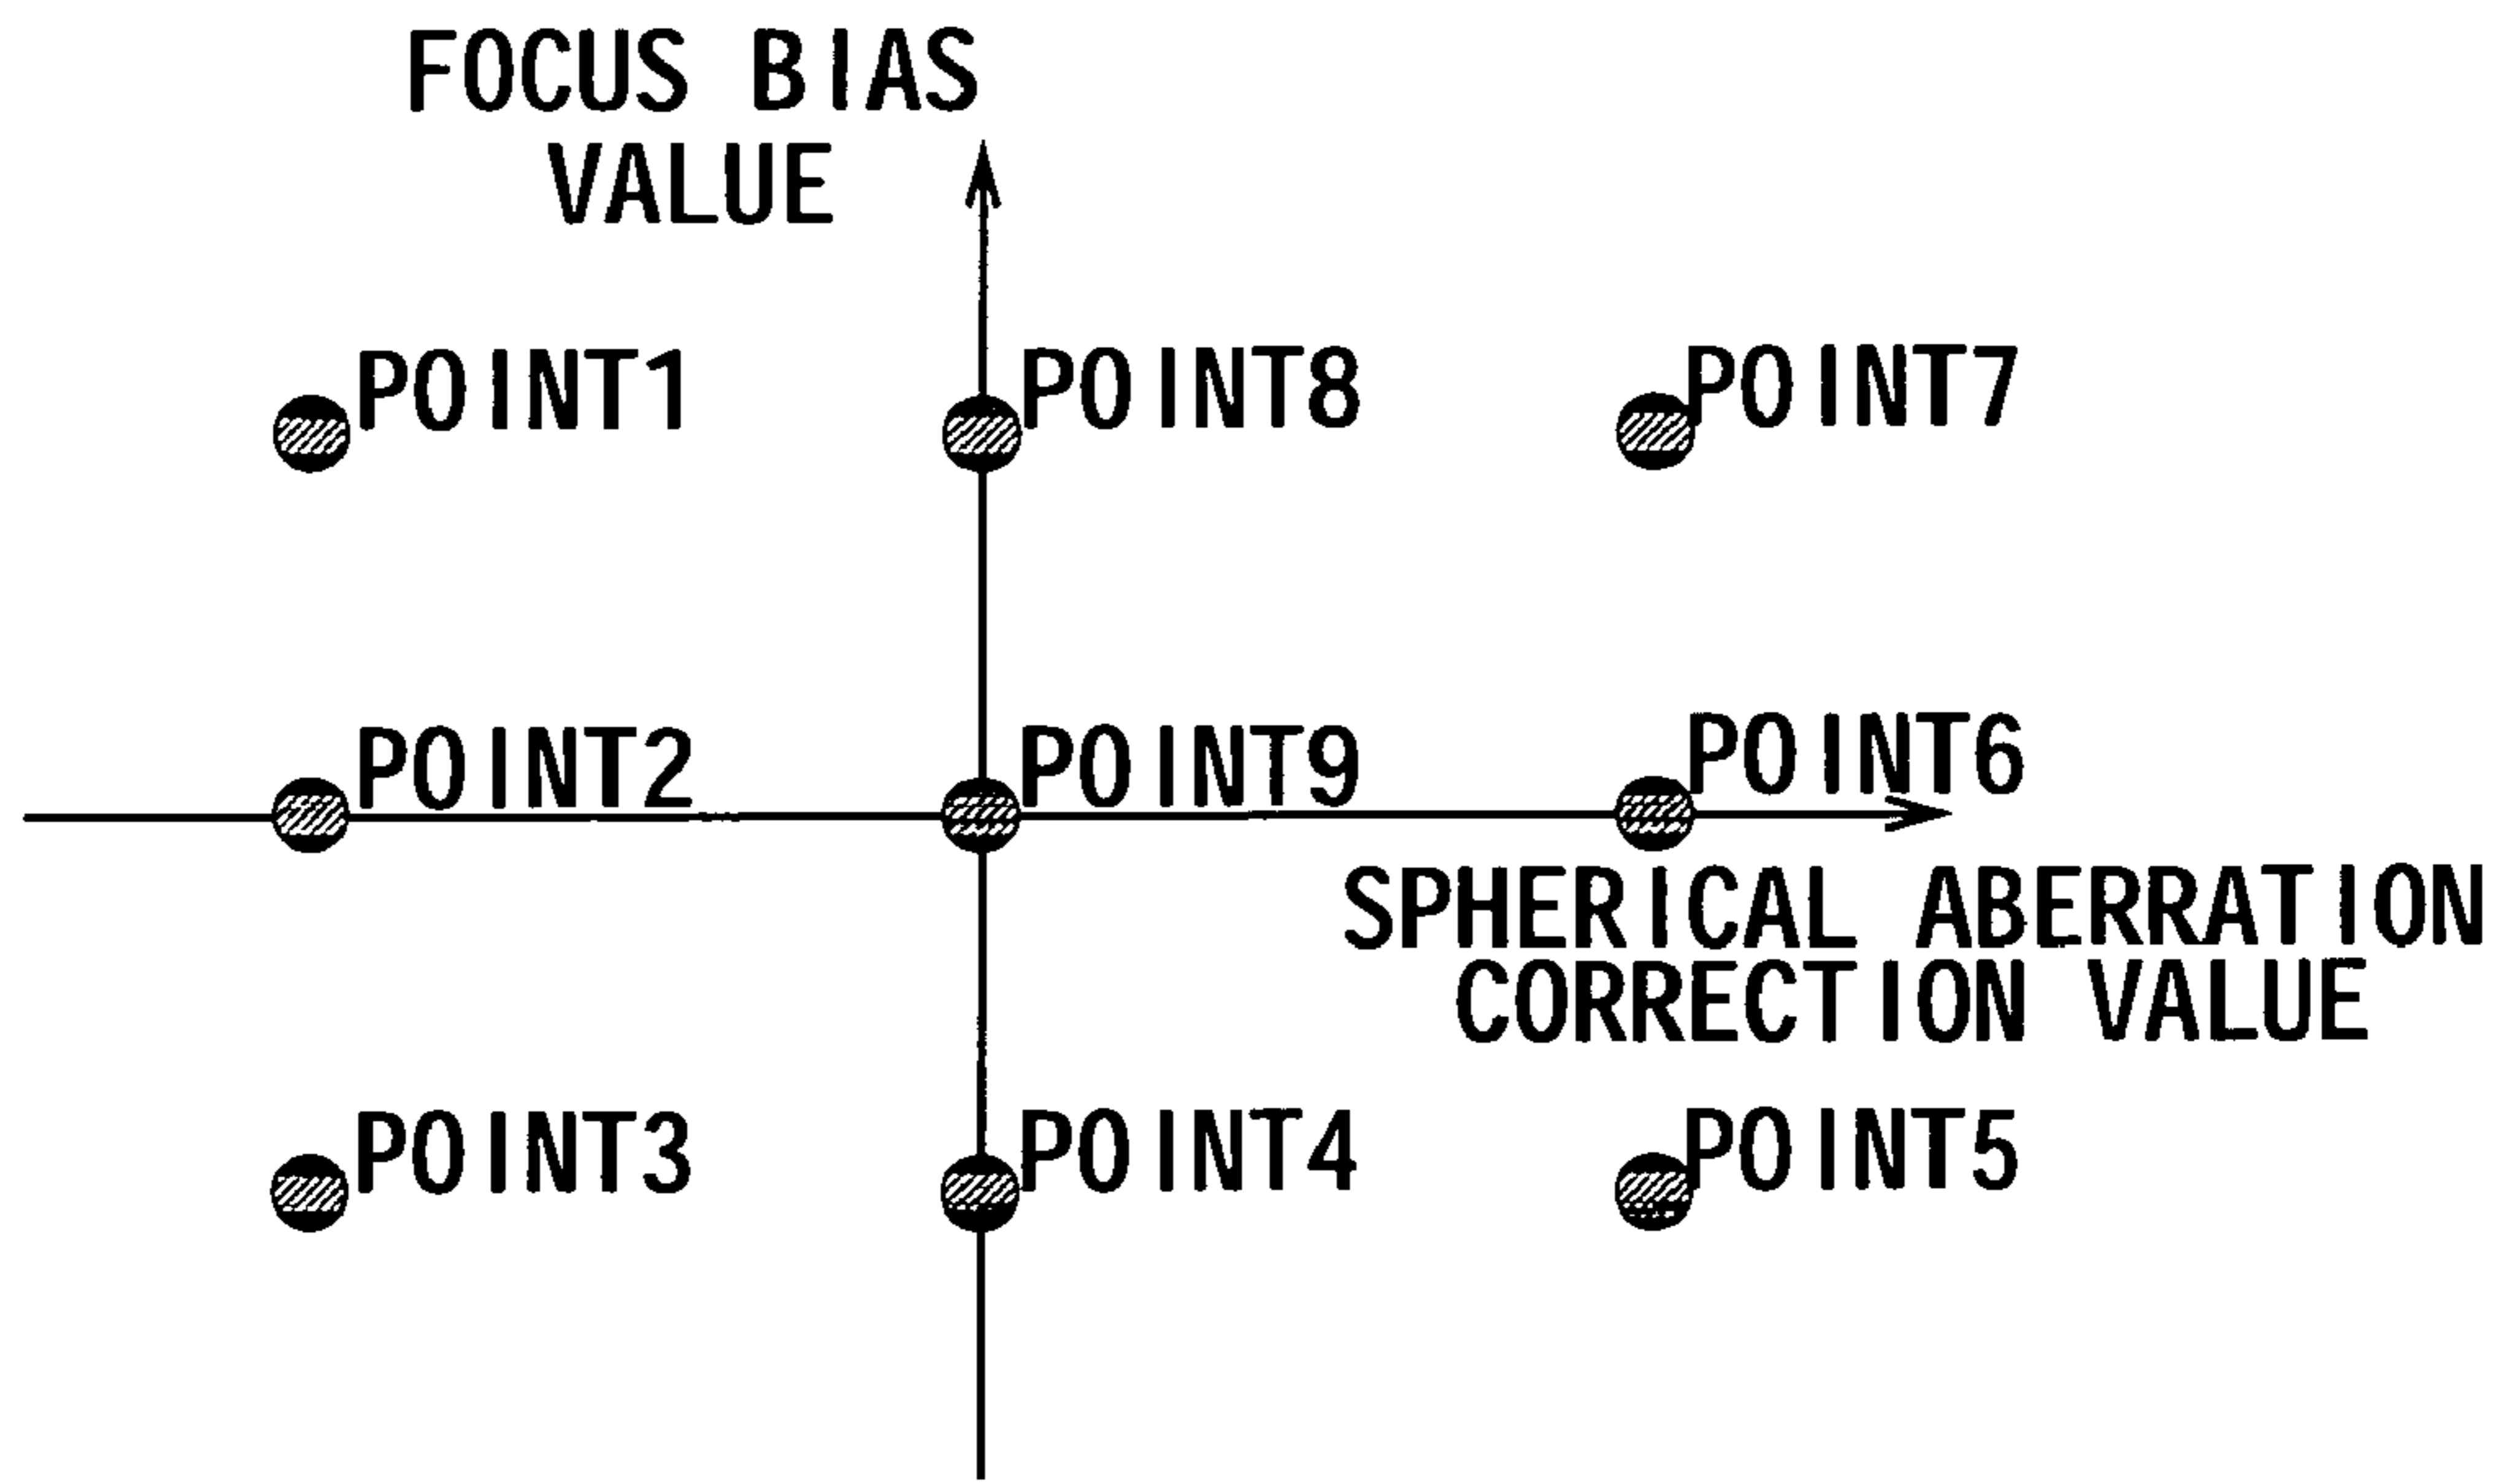 FOCUS BIAS
VALUE
POINT1
POINT8
POINT7
POINT2
POINT9
POINT6
SPHERICAL ABERRATION
CORRECTION VALUE
POINT3
POINT4
POINT5